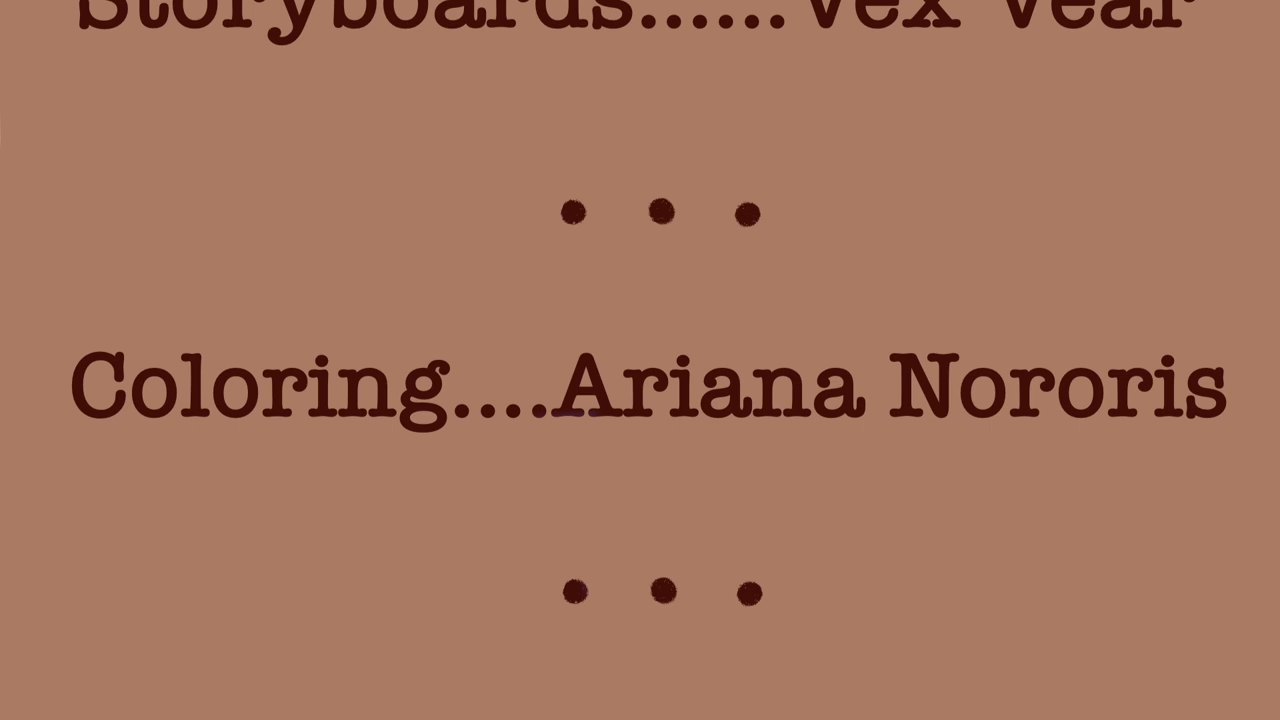 Storyboards......Vex Vear
. . .
Coloring....Ariana Nororis
. . .